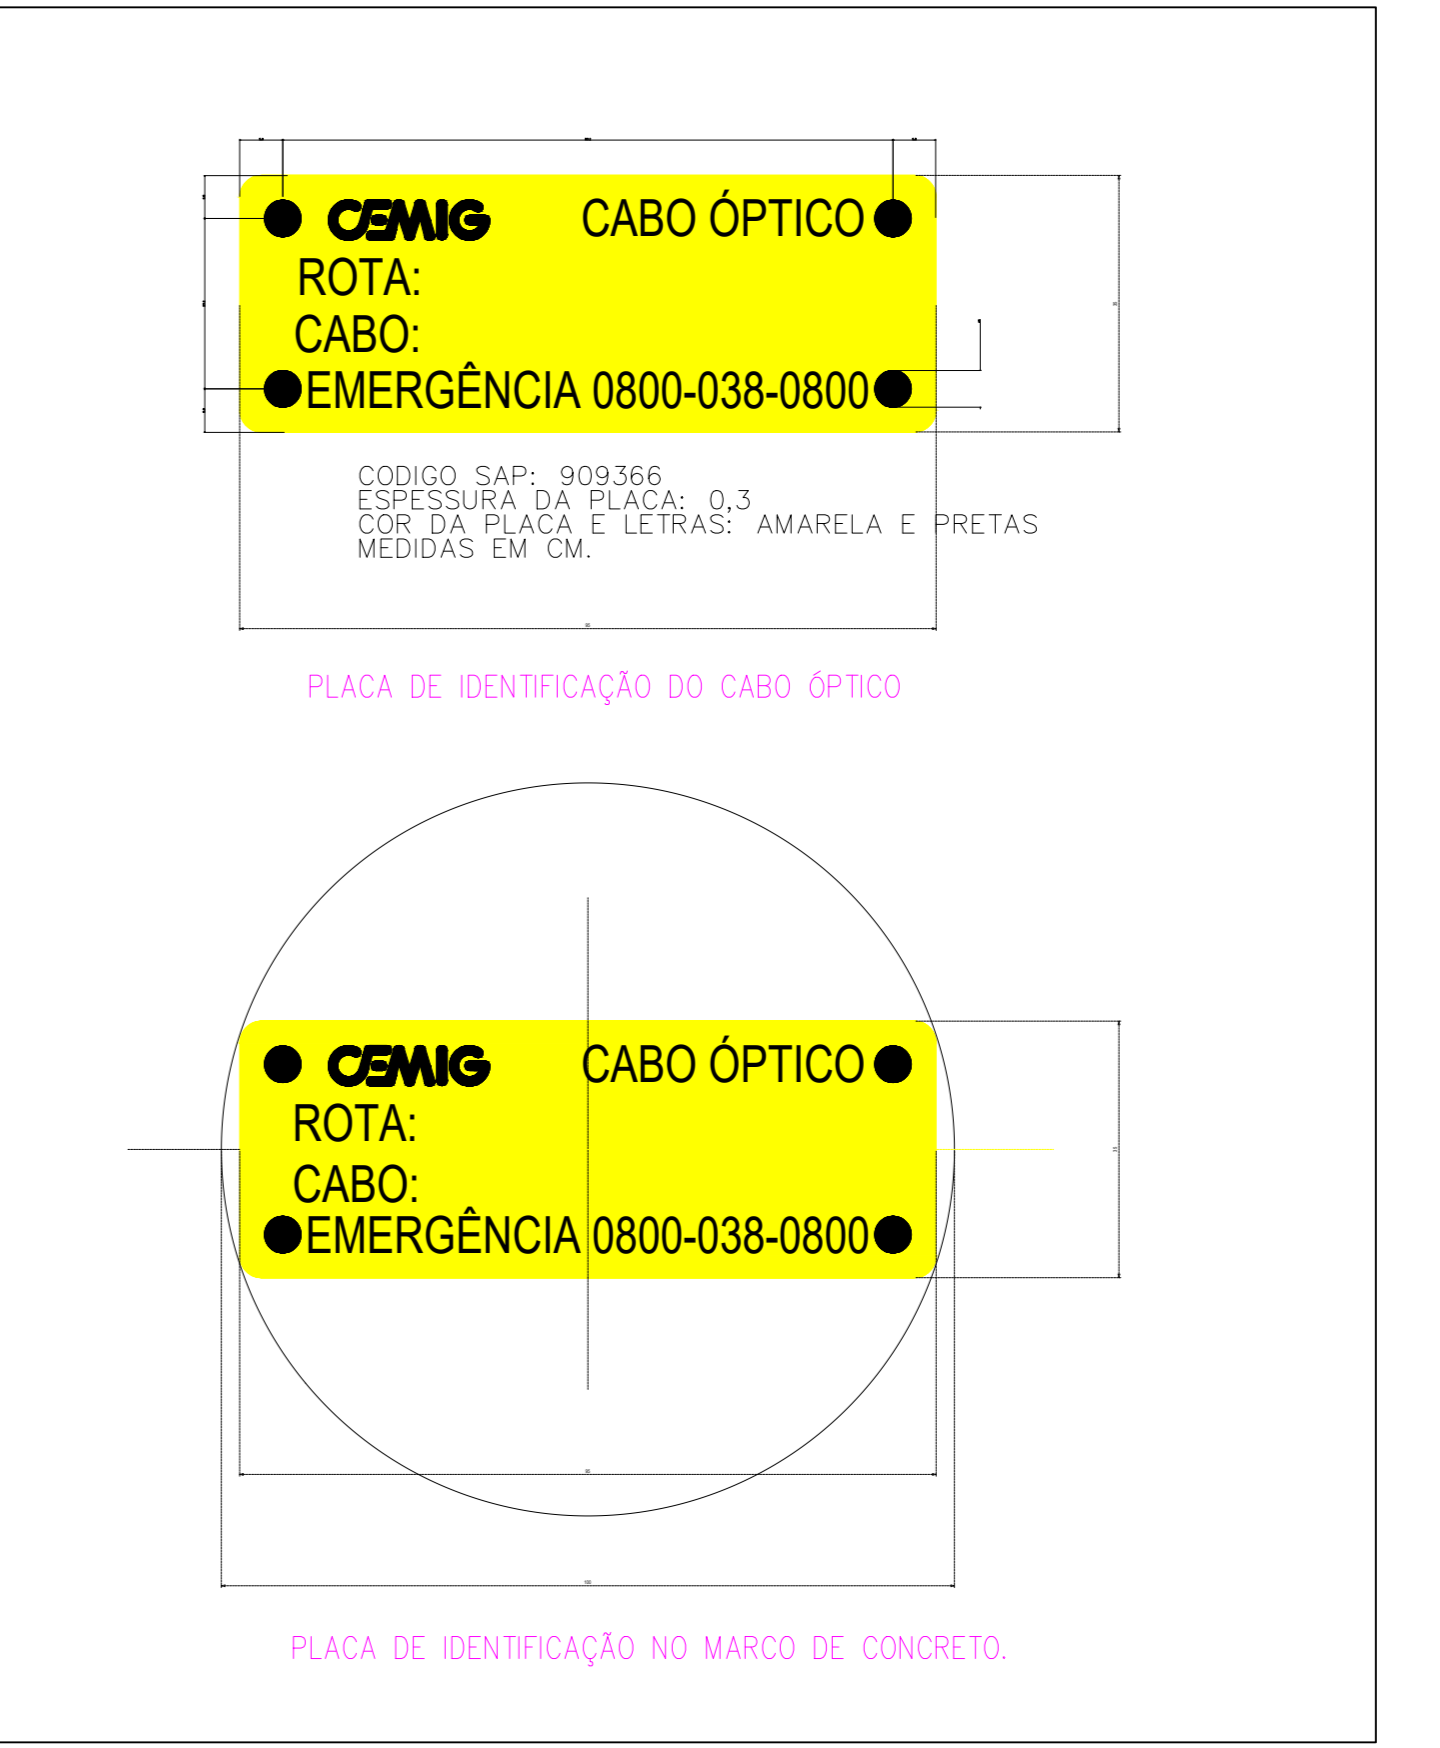 CEMIG CABO ÓPTICO
ROTA:
CABO:
EMERGÊNCIA 0800-038-0800
CODIGO SAP: 909366
ESPESSURA DA PLACA: 0,3
COR DA PLACA E LETRAS: AMARELA E PRETAS
MEDIDAS EM CM.
PLACA DE IDENTIFICAÇÃO DO CABO ÓPTICO
CEMIG CABO ÓPTICO
ROTA:
CABO:
EMERGÊNCIA 0800-038-0800
PLACA DE IDENTIFICAÇÃO NO MARCO DE CONCRETO.